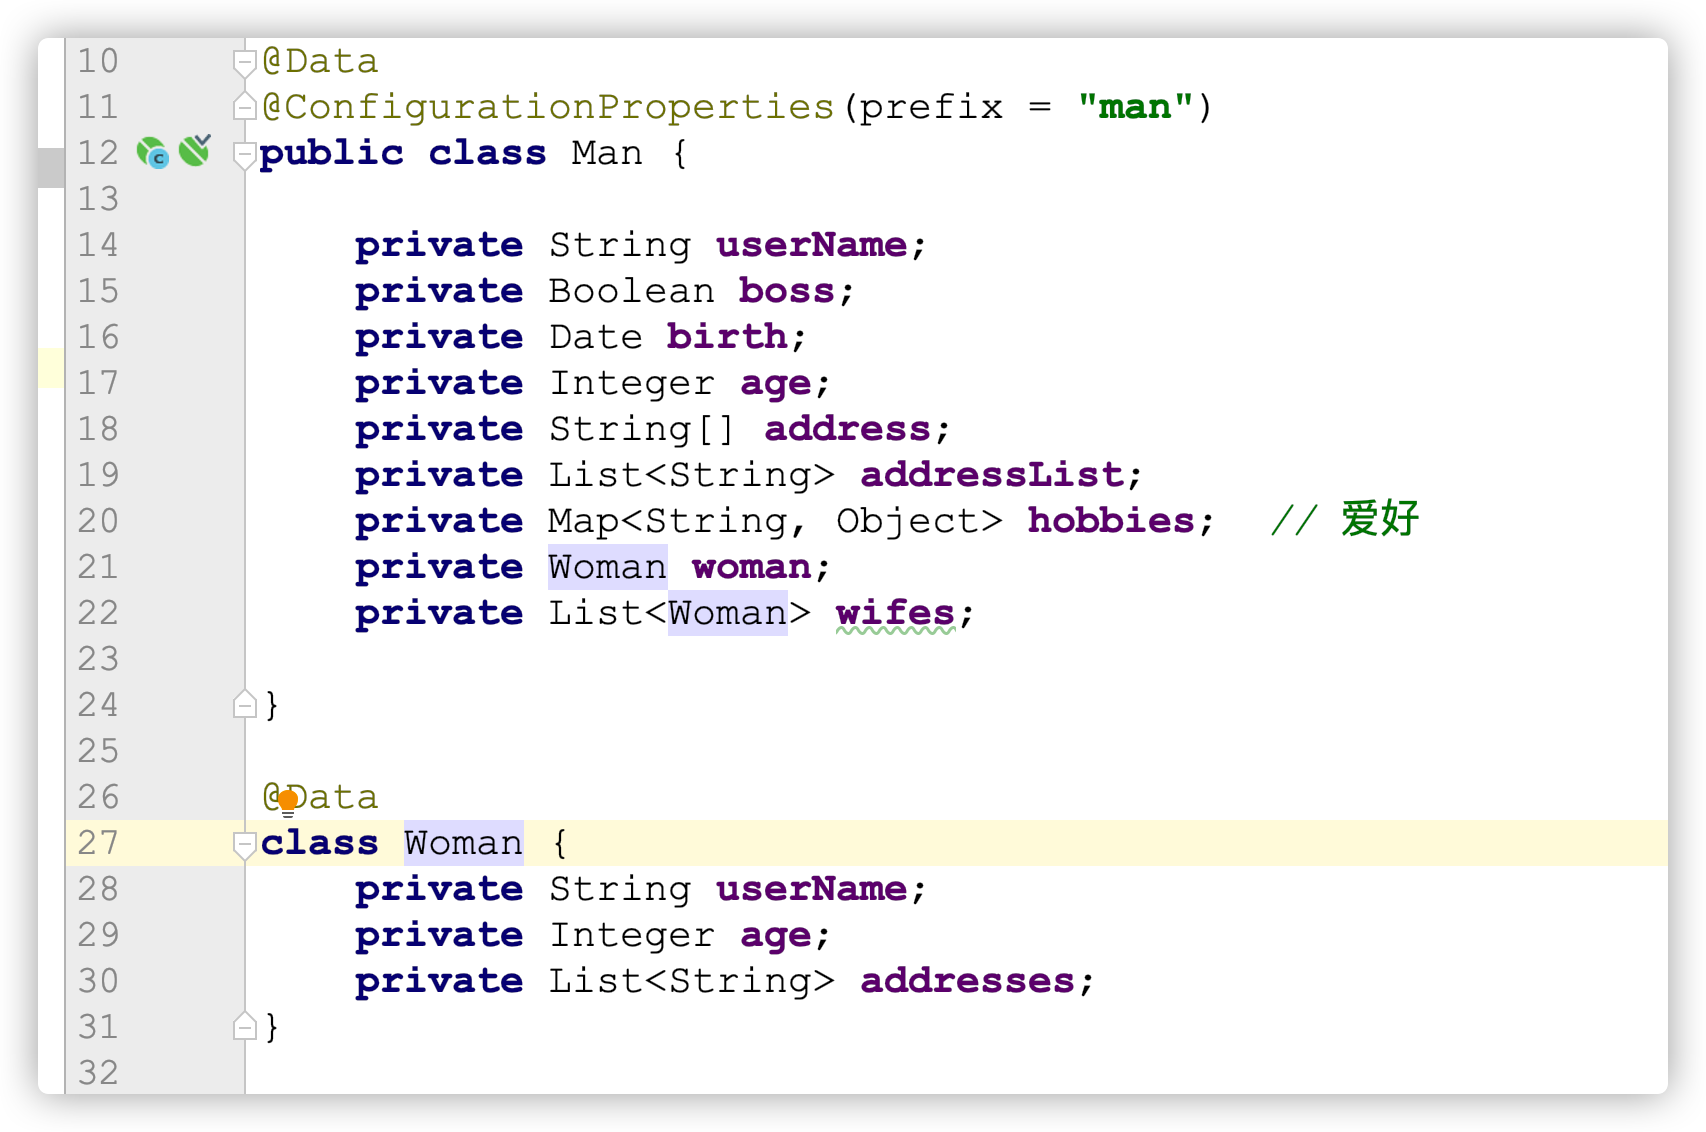 10 @Data
11 @ConfigurationProperties(prefix = "man")
12 public class Man {
13
14 private String userName;
15 private Boolean boss;
16 private Date birth;
17 private Integer age;
18 private String[] address;
19 private List<String> addressList;
20 private Map<String, Object> hobbies; // 爱好
21 private Woman woman;
22 private List<Woman> wifes;
23
24 }
25
26 @Data
27 class Woman {
28 private String userName;
29 private Integer age;
30 private List<String> addresses;
31 }
32